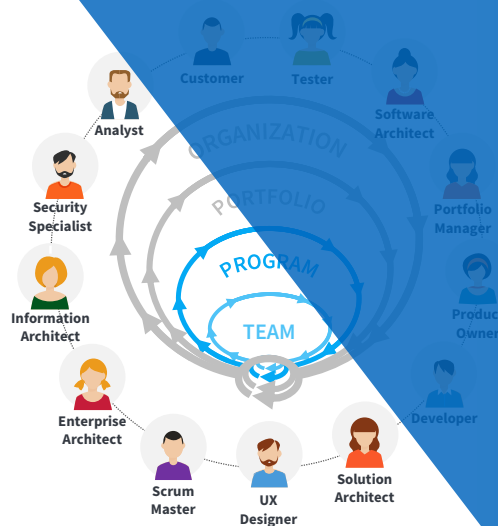 Customer
Tester
Analyst
Software
Architect
ORGANIZATION
Security
Specialist
PORTFOLIO
Portfolio
Manager
PROGRAM
Information
Architect
TEAM
Produc
Owner
Enterprise
Architect
Developer
Scrum
Master
UX
Designer
Solution
Architect